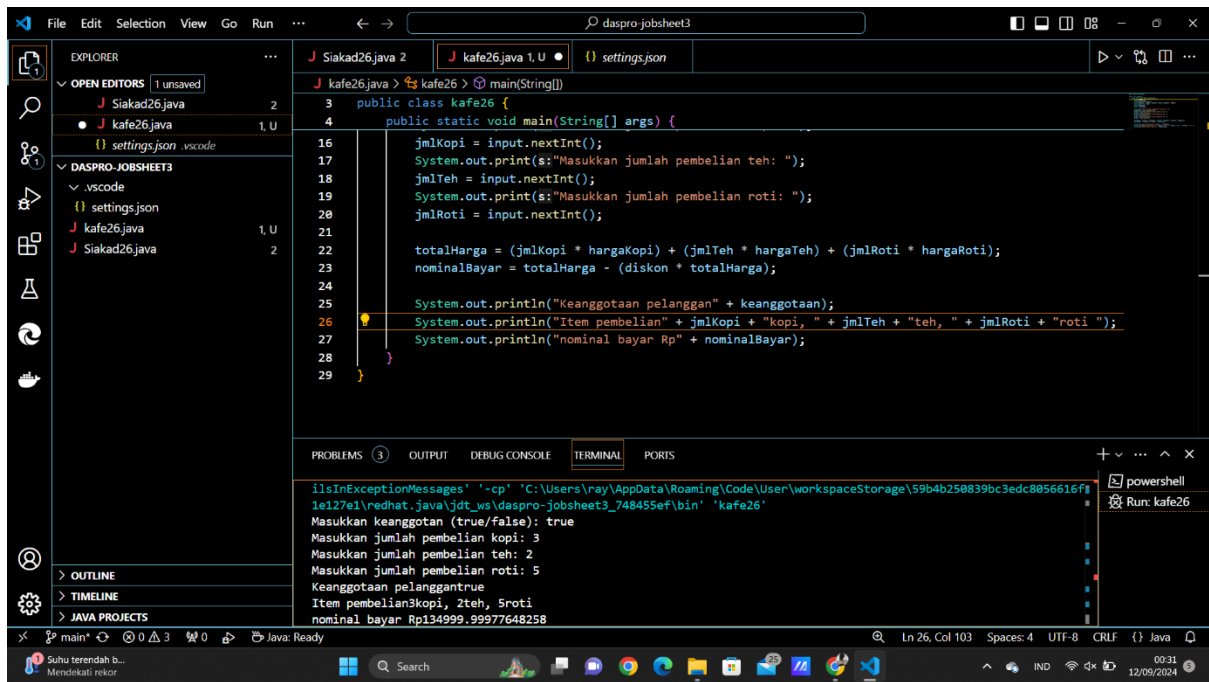 File Edit Selection View Go Run ··· ← → daspro-jobsheet3
EXPLORER ···
OPEN EDITORS 1 unsaved
J Siakad26.java 2
● J kafe26.java 1, U
{} settings.json .vscode
DASPRO-JOBSHEET3
.vscode
{} settings.json
J kafe26.java 1, U
J Siakad26.java 2
OUTLINE
TIMELINE
JAVA PROJECTS
J Siakad26.java 2 J kafe26.java 1, U ● {} settings.json
J kafe26.java > kafe26 > main(String[])
3 public class kafe26 {
4 public static void main(String[] args) {
16 jmlKopi = input.nextInt();
17 System.out.print(s:"Masukkan jumlah pembelian teh: ");
18 jmlTeh = input.nextInt();
19 System.out.print(s:"Masukkan jumlah pembelian roti: ");
20 jmlRoti = input.nextInt();
21
22 totalHarga = (jmlKopi * hargaKopi) + (jmlTeh * hargaTeh) + (jmlRoti * hargaRoti);
23 nominalBayar = totalHarga - (diskon * totalHarga);
24
25 System.out.println("Keanggotaan pelanggan" + keanggotaan);
26 System.out.println("Item pembelian" + jmlKopi + "kopi, " + jmlTeh + "teh, " + jmlRoti + "roti ");
27 System.out.println("nominal bayar Rp" + nominalBayar);
28 }
29 }
PROBLEMS 3 OUTPUT DEBUG CONSOLE TERMINAL PORTS
ilsInExceptionMessages' '-cp' 'C:\Users\ray\AppData\Roaming\Code\User\workspaceStorage\59b4b250839bc3edc8056616f
1e127e1\redhat.java\jdt_ws\daspro-jobsheet3_748455ef\bin' 'kafe26'
Masukkan keanggotan (true/false): true
Masukkan jumlah pembelian kopi: 3
Masukkan jumlah pembelian teh: 2
Masukkan jumlah pembelian roti: 5
Keanggotaan pelanggantrue
Item pembelian3kopi, 2teh, 5roti
nominal bayar Rp134999.99977648258
powershell
Run: kafe26
main* 0 3 0 Java: Ready Ln 26, Col 103 Spaces: 4 UTF-8 CRLF {} Java
Suhu terendah b...
Mendekati rekor
Search
25
IND
00:31
12/09/2024